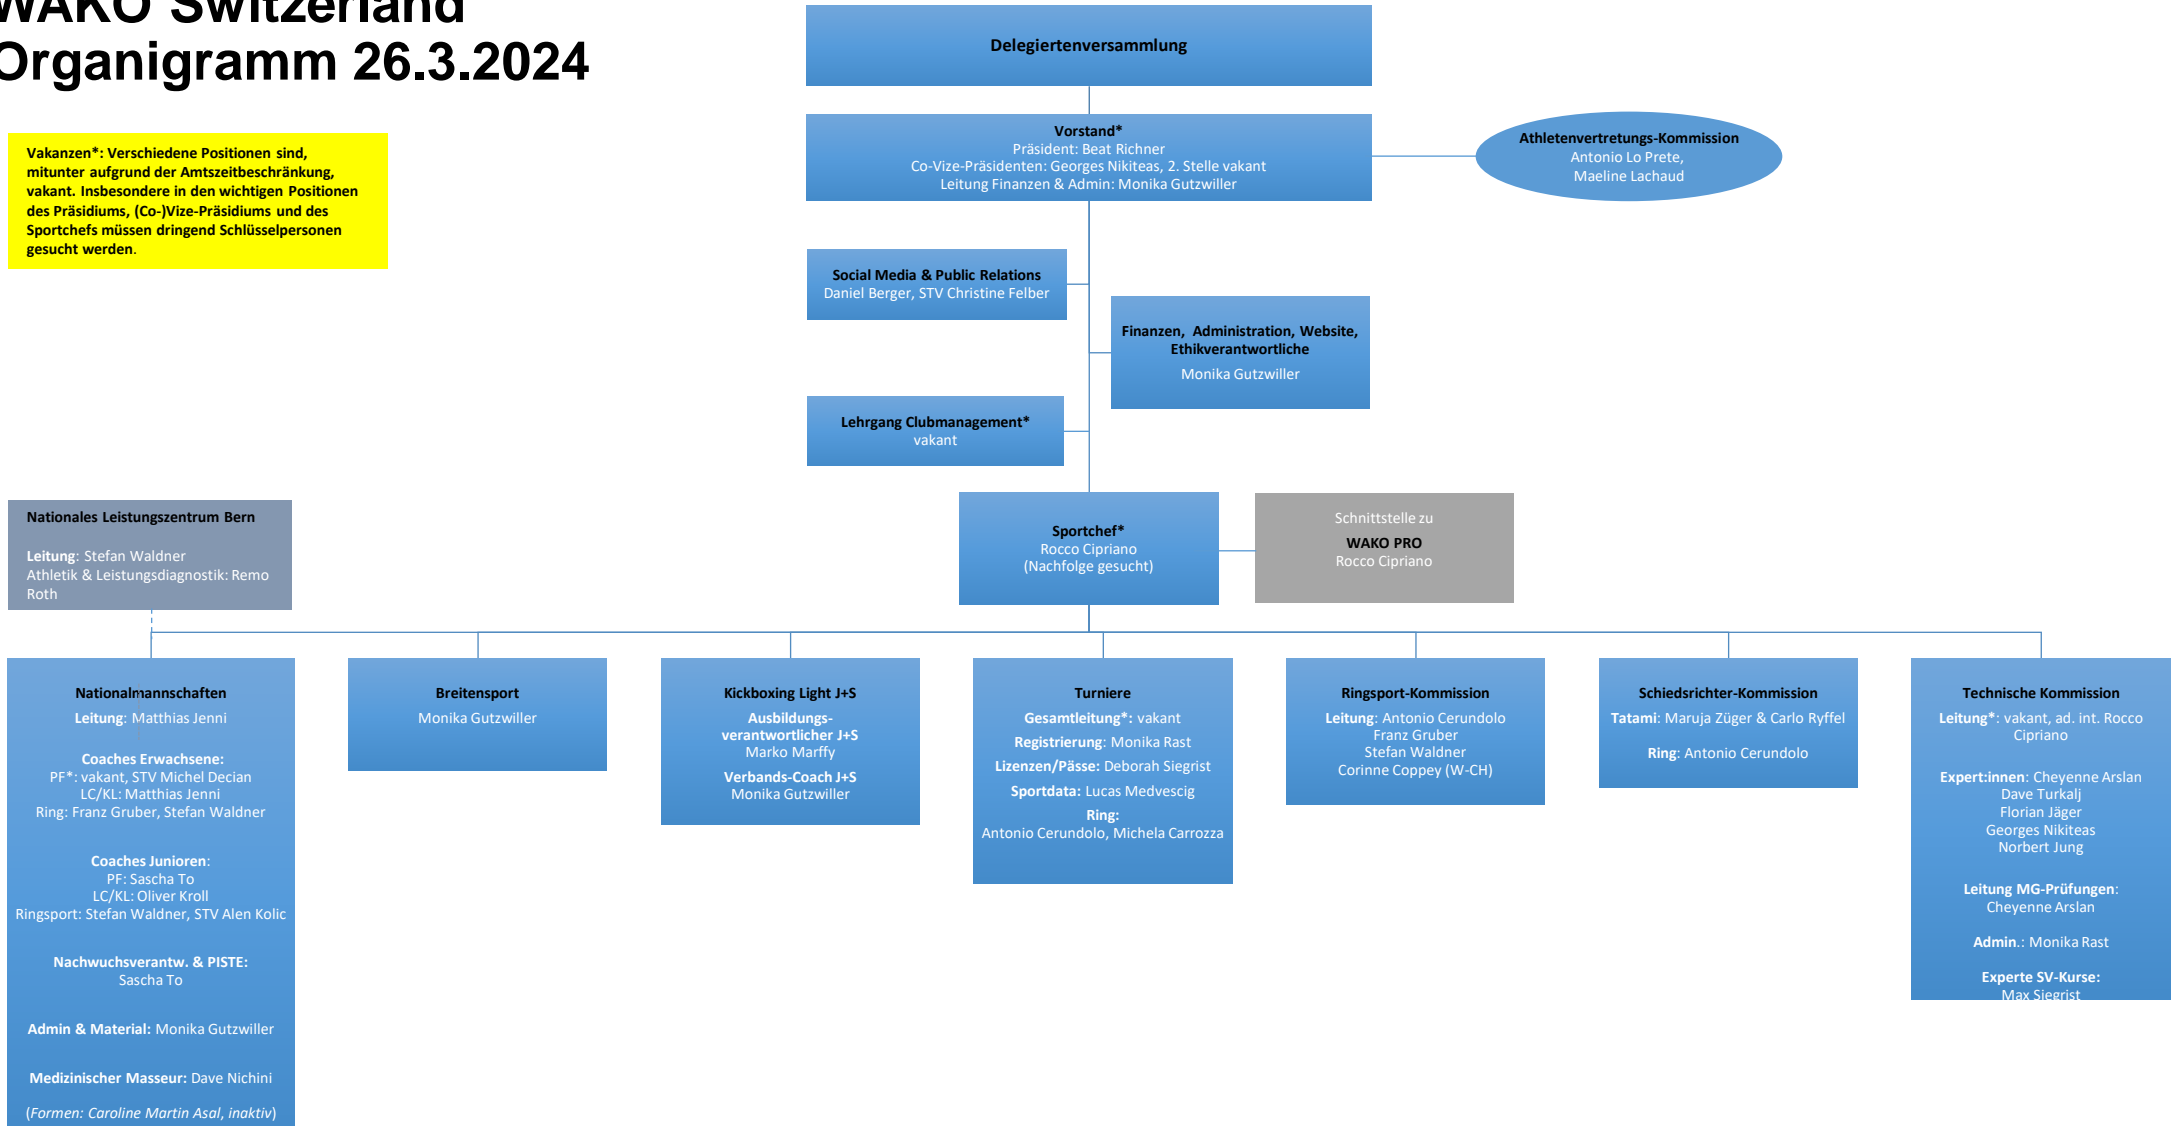 WAKO Switzerland
Organigramm 26.3.2024
Delegiertenversammlung
Vorstand*
Präsident: Beat Richner
Co-Vize-Präsidenten: Georges Nikiteas, 2. Stelle vakant
Leitung Finanzen & Admin: Monika Gutzwiller
Athletenvertretungs-Kommission
Antonio Lo Prete,
Maeline Lachaud
Vakanzen*: Verschiedene Positionen sind,
mitunter aufgrund der Amtszeitbeschränkung,
vakant. Insbesondere in den wichtigen Positionen
des Präsidiums, (Co-)Vize-Präsidiums und des
Sportchefs müssen dringend Schlüsselpersonen
gesucht werden.
Social Media & Public Relations
Daniel Berger, STV Christine Felber
Finanzen, Administration, Website,
Ethikverantwortliche
Monika Gutzwiller
Lehrgang Clubmanagement*
vakant
Nationales Leistungszentrum Bern
Leitung: Stefan Waldner
Athletik & Leistungsdiagnostik: Remo
Roth
Sportchef*
Rocco Cipriano
(Nachfolge gesucht)
Schnittstelle zu
WAKO PRO
Rocco Cipriano
Nationalmannschaften
Leitung: Matthias Jenni
Coaches Erwachsene:
PF*: vakant, STV Michel Decian
LC/KL: Matthias Jenni
Ring: Franz Gruber, Stefan Waldner
Coaches Junioren:
PF: Sascha To
LC/KL: Oliver Kroll
Ringsport: Stefan Waldner, STV Alen Kolic
Nachwuchsverantw. & PISTE:
Sascha To
Admin & Material: Monika Gutzwiller
Medizinischer Masseur: Dave Nichini
(Formen: Caroline Martin Asal, inaktiv)
Breitensport
Monika Gutzwiller
Kickboxing Light J+S
Ausbildungs-
verantwortlicher J+S
Marko Marffy
Verbands-Coach J+S
Monika Gutzwiller
Turniere
Gesamtleitung*: vakant
Registrierung: Monika Rast
Lizenzen/Pässe: Deborah Siegrist
Sportdata: Lucas Medvescig
Ring:
Antonio Cerundolo, Michela Carrozza
Ringsport-Kommission
Leitung: Antonio Cerundolo
Franz Gruber
Stefan Waldner
Corinne Coppey (W-CH)
Schiedsrichter-Kommission
Tatami: Maruja Züger & Carlo Ryffel
Ring: Antonio Cerundolo
Technische Kommission
Leitung*: vakant, ad. int. Rocco
Cipriano
Expert:innen: Cheyenne Arslan
Dave Turkalj
Florian Jäger
Georges Nikiteas
Norbert Jung
Leitung MG-Prüfungen:
Cheyenne Arslan
Admin.: Monika Rast
Experte SV-Kurse:
Max Siegrist